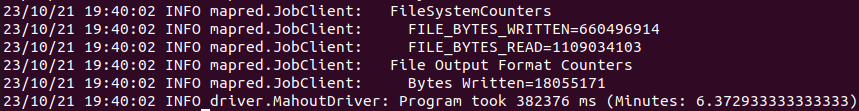 23/10/21 19:40:02 INFO mapred.JobClient:   FileSystemCounters
23/10/21 19:40:02 INFO mapred.JobClient:     FILE_BYTES_WRITTEN=660496914
23/10/21 19:40:02 INFO mapred.JobClient:     FILE_BYTES_READ=1109034103
23/10/21 19:40:02 INFO mapred.JobClient:   File Output Format Counters
23/10/21 19:40:02 INFO mapred.JobClient:     Bytes Written=18055171
23/10/21 19:40:02 INFO driver.MahoutDriver: Program took 382376 ms (Minutes: 6.372933333333333)